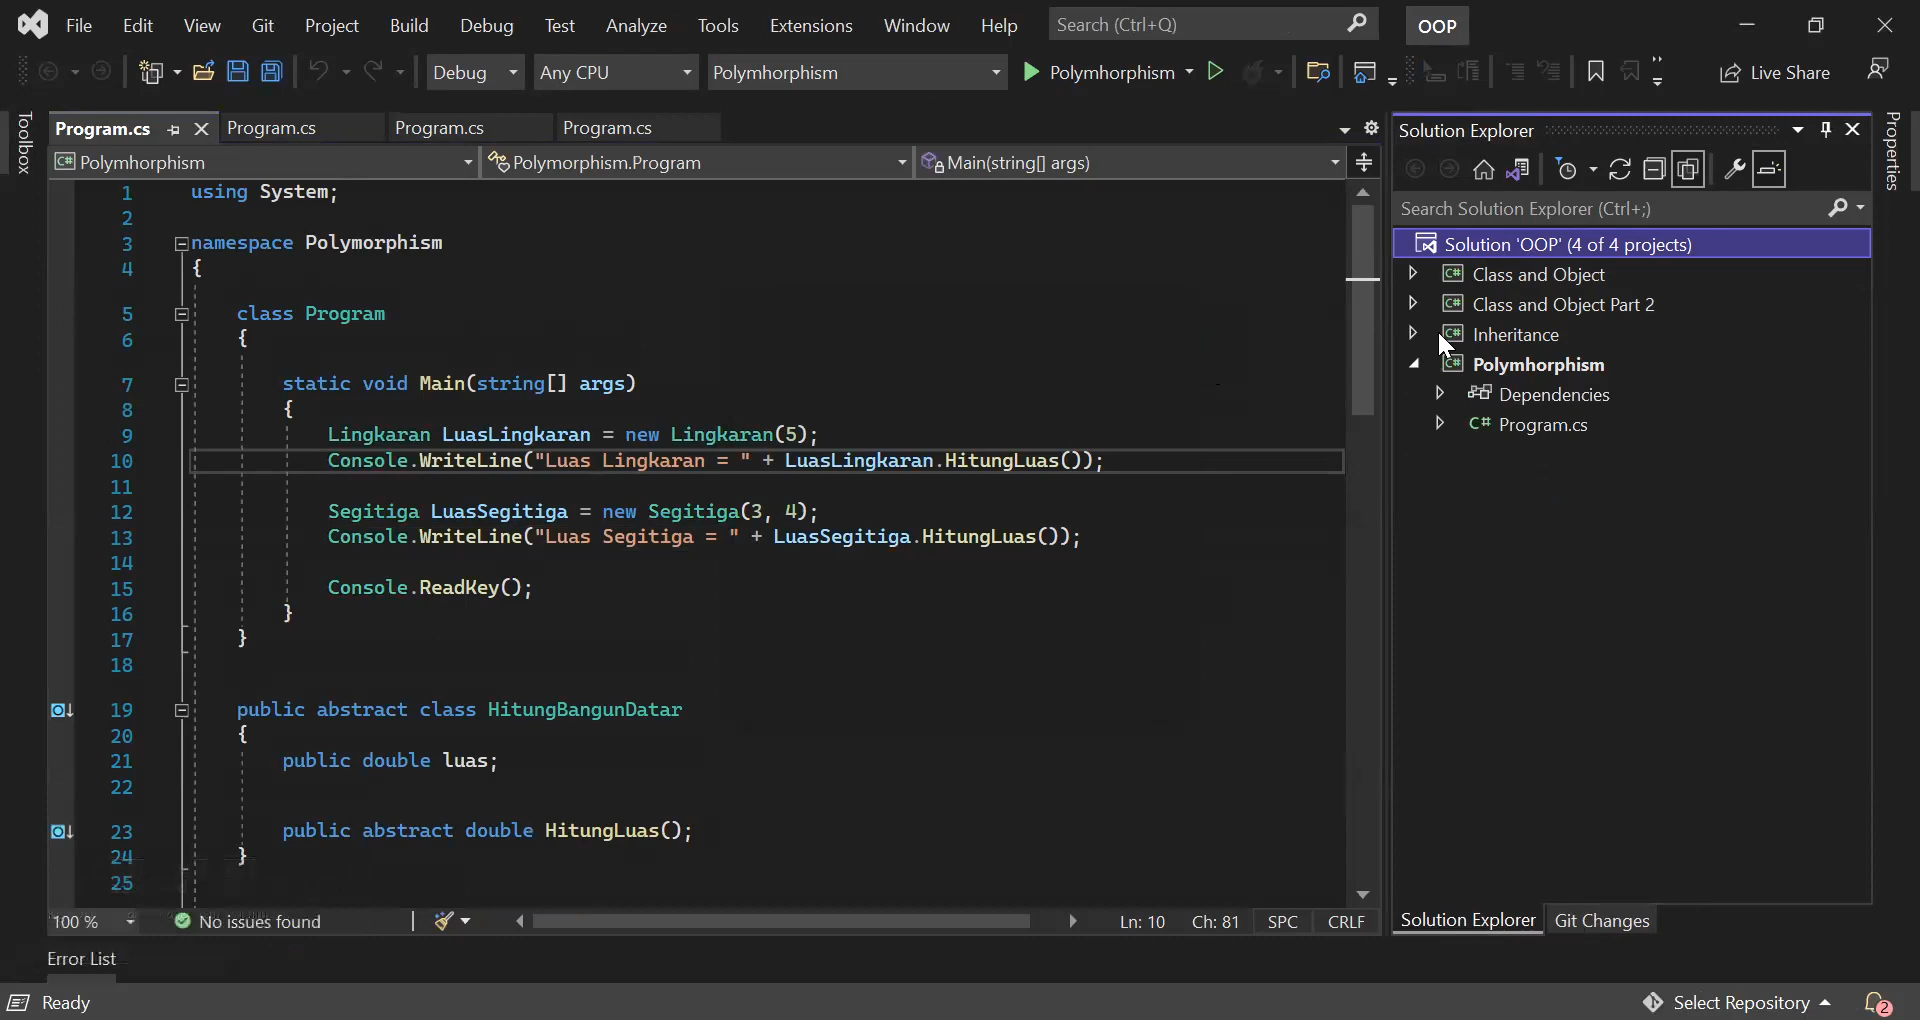 File Edit View Git Project Build Debug Test Analyze Tools Extensions Window Help Search (Ctrl+Q) OOP
Debug Any CPU Polymhorphism Polymhorphism Live Share
Toolbox
Program.cs Program.cs Program.cs Program.cs
Polymhorphism Polymorphism.Program Main(string[] args)
1 using System;
2
3 namespace Polymorphism
4 {
5 class Program
6 {
7 static void Main(string[] args)
8 {
9 Lingkaran LuasLingkaran = new Lingkaran(5);
10 Console.WriteLine("Luas Lingkaran = " + LuasLingkaran.HitungLuas());
11
12 Segitiga LuasSegitiga = new Segitiga(3, 4);
13 Console.WriteLine("Luas Segitiga = " + LuasSegitiga.HitungLuas());
14
15 Console.ReadKey();
16 }
17 }
18
19 public abstract class HitungBangunDatar
20 {
21 public double luas;
22
23 public abstract double HitungLuas();
24 }
25
100 % No issues found Ln: 10 Ch: 81 SPC CRLF
Solution Explorer
Search Solution Explorer (Ctrl+;)
Solution 'OOP' (4 of 4 projects)
C# Class and Object
C# Class and Object Part 2
C# Inheritance
C# Polymhorphism
Dependencies
C# Program.cs
Solution Explorer Git Changes
Properties
Error List
Ready Select Repository 2